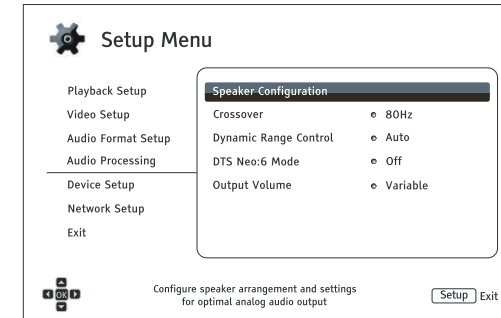 Setup Menu
Playback Setup
Video Setup
Audio Format Setup
Audio Processing
Device Setup
Network Setup
Exit
Speaker Configuration
Crossover 80Hz
Dynamic Range Control Auto
DTS Neo:6 Mode Off
Output Volume Variable
OK
Configure speaker arrangement and settings
for optimal analog audio output
Setup Exit